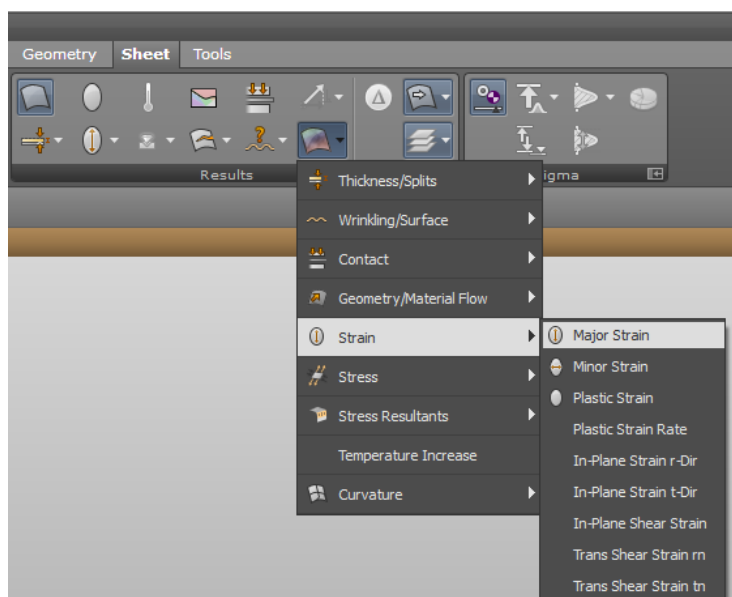 Geometry Sheet Tools
Results
igma
Thickness/Splits
Wrinkling/Surface
Contact
Geometry/Material Flow
Strain
Stress
Stress Resultants
Temperature Increase
Curvature
Major Strain
Minor Strain
Plastic Strain
Plastic Strain Rate
In-Plane Strain r-Dir
In-Plane Strain t-Dir
In-Plane Shear Strain
Trans Shear Strain rn
Trans Shear Strain tn